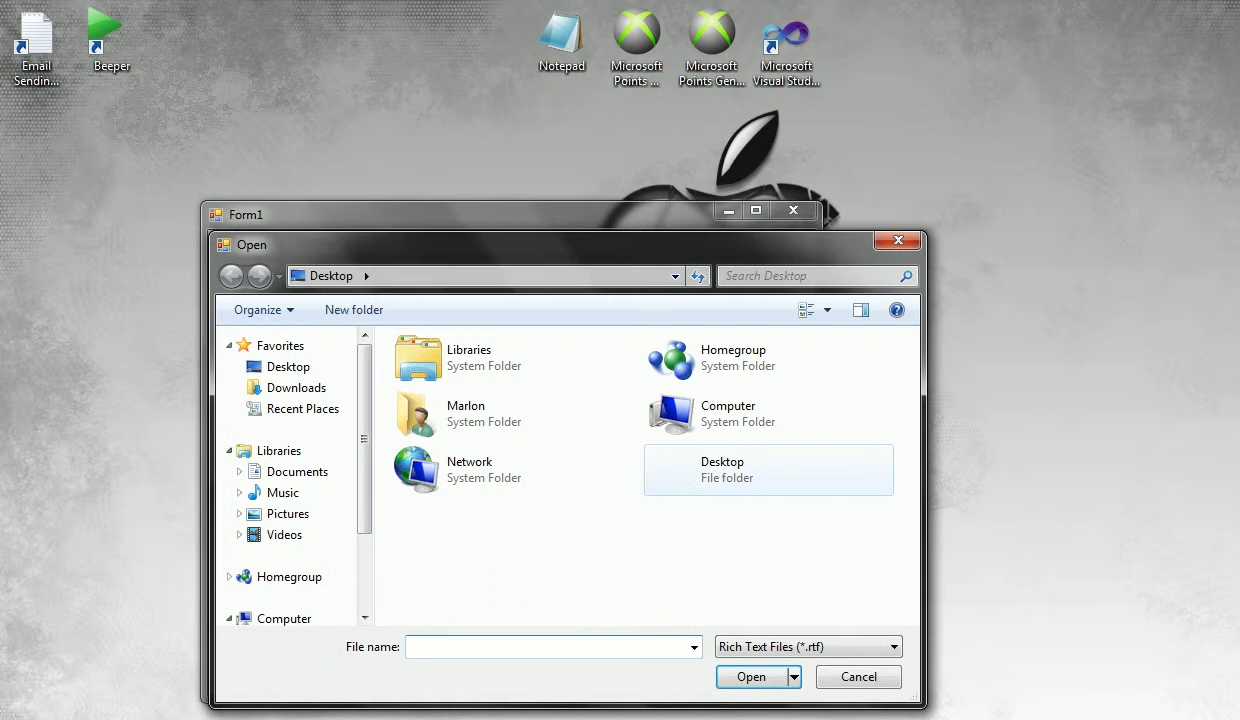 Email
Sendin...
Beeper
Notepad
Microsoft
Points ...
Microsoft
Points Gen...
Microsoft
Visual Stud...
Form1
Open
Desktop
Search Desktop
Organize
New folder
Favorites
Desktop
Downloads
Recent Places
Libraries
Documents
Music
Pictures
Videos
Homegroup
Computer
Libraries
System Folder
Homegroup
System Folder
Marlon
System Folder
Computer
System Folder
Network
System Folder
Desktop
File folder
File name:
Rich Text Files (*.rtf)
Open
Cancel